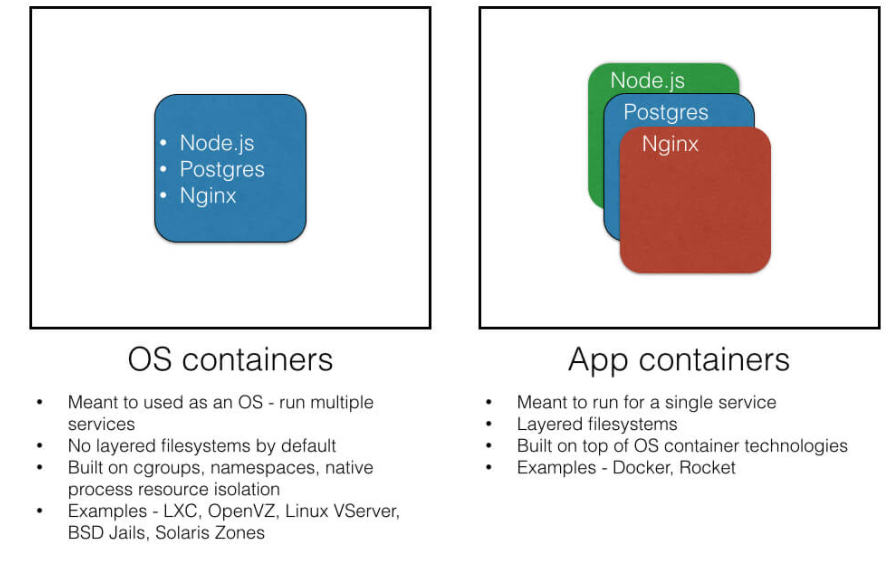 • Node.js
• Postgres
• Nginx
OS containers
• Meant to used as an OS - run multiple
services
• No layered filesystems by default
• Built on cgroups, namespaces, native
process resource isolation
• Examples - LXC, OpenVZ, Linux VServer,
BSD Jails, Solaris Zones
Node.js
Postgres
Nginx
App containers
• Meant to run for a single service
• Layered filesystems
• Built on top of OS container technologies
• Examples - Docker, Rocket